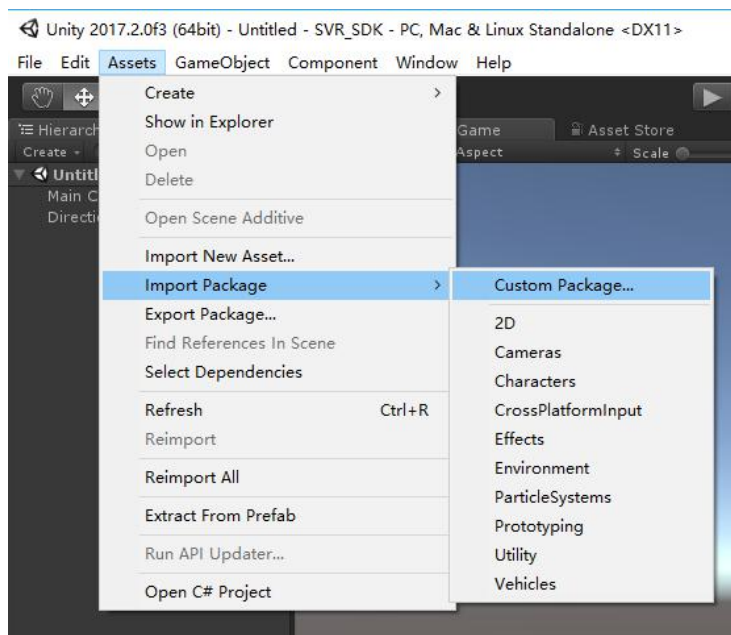 Unity 2017.2.0f3 (64bit) - Untitled - SVR_SDK - PC, Mac & Linux Standalone <DX11>
File Edit Assets GameObject Component Window Help
Create >
Show in Explorer
Open
Delete
Open Scene Additive
Import New Asset...
Import Package >
Export Package...
Find References In Scene
Select Dependencies
Refresh Ctrl+R
Reimport
Reimport All
Extract From Prefab
Run API Updater...
Open C# Project
Custom Package...
2D
Cameras
Characters
CrossPlatformInput
Effects
Environment
ParticleSystems
Prototyping
Utility
Vehicles
Hierarch
Create
Untitl
Main C
Directi
Game
Asset Store
Aspect
Scale